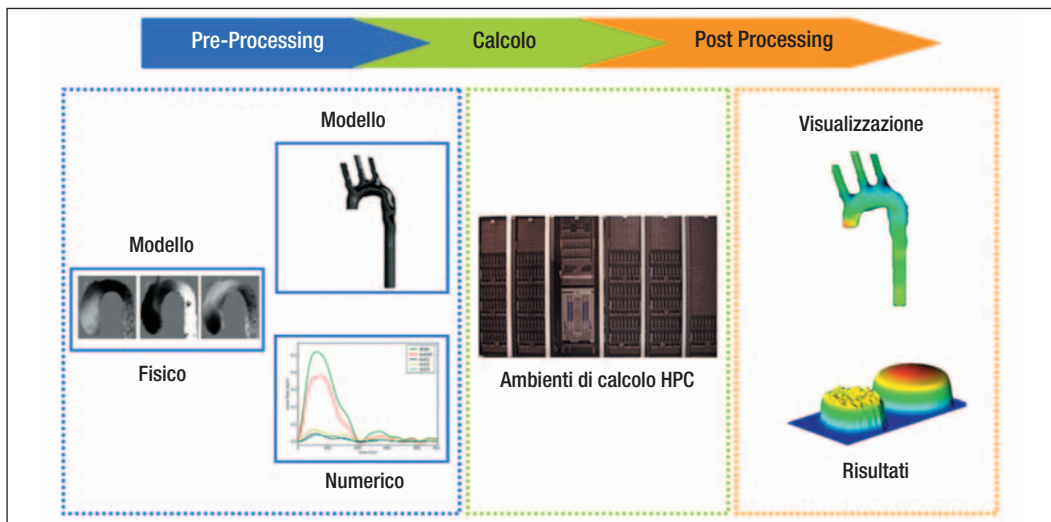 Pre-Processing
Calcolo
Post Processing
Modello
Modello
Fisico
Numerico
Ambienti di calcolo HPC
Visualizzazione
Risultati